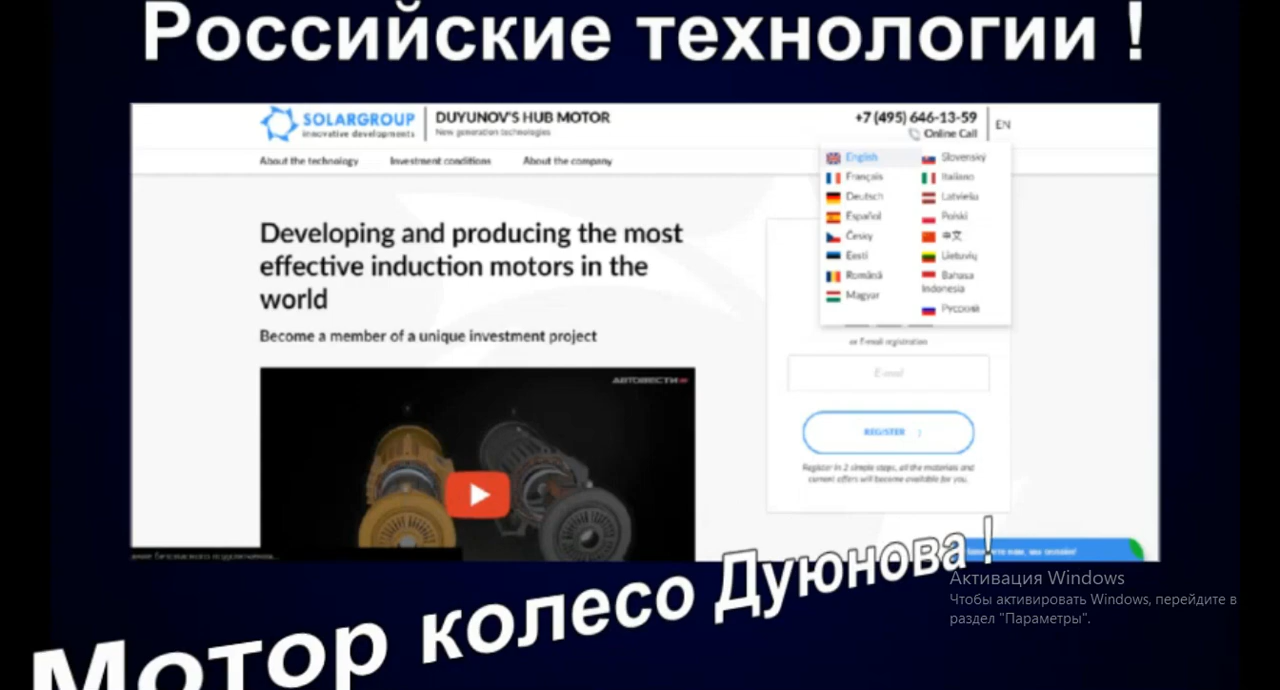 Российские технологии !
SOLARGROUP
innovative developments
DUYUNOV'S HUB MOTOR
New generation technologies
+7 (495) 646-13-59
Online Call
EN
About the technology
Investment conditions
About the company
English
Français
Deutsch
Español
Česky
Eesti
Română
Magyar
Slovenský
Italiano
Latviešu
Polski
中文
Lietuvių
Bahasa
Indonesia
Русский
Developing and producing the most
effective induction motors in the
world
Become a member of a unique investment project
АВТОВЕСТИ
or E-mail registration
E-mail
REGISTER
Register in 2 simple steps, all the materials and
current offers will become available for you.
нам, мы онлайн!
Мотор колесо Дуюнова !
Активация Windows
Чтобы активировать Windows, перейдите в
раздел "Параметры".